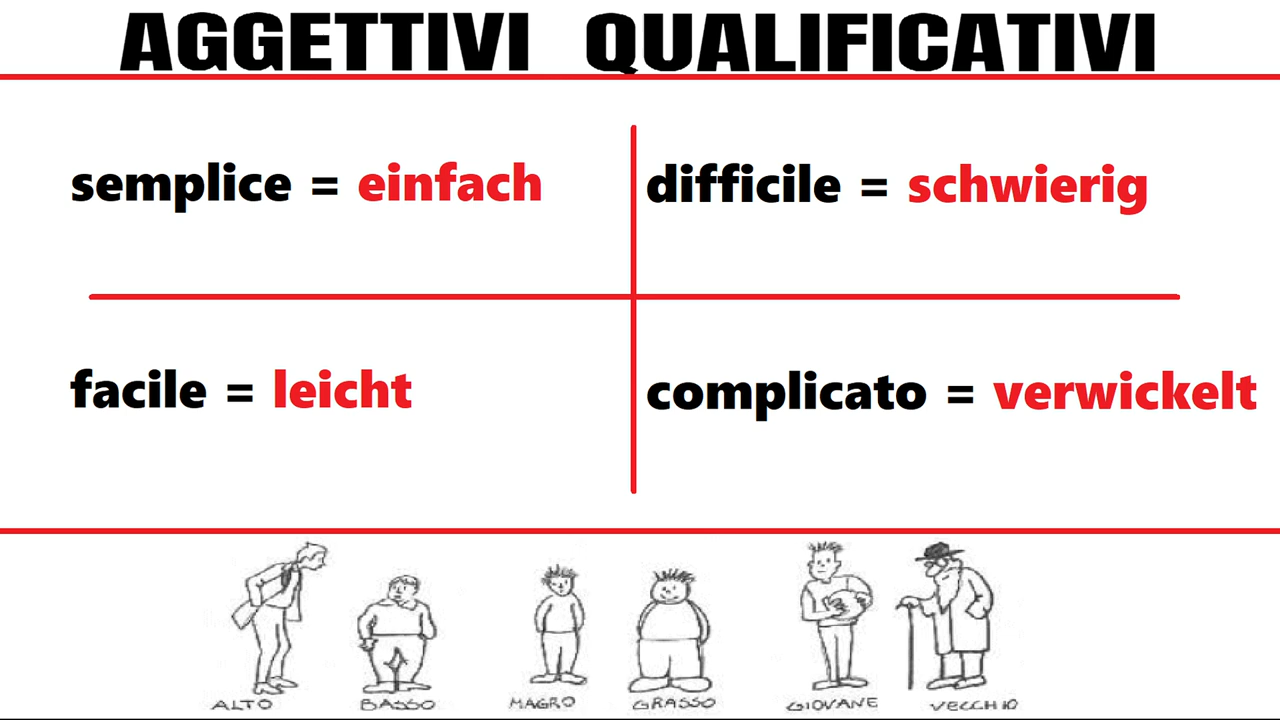 AGGETTIVI QUALIFICATIVI
semplice = einfach
difficile = schwierig
facile = leicht
complicato = verwickelt
ALTO BASSO MAGRO GRASSO GIOVANE VECCHIO